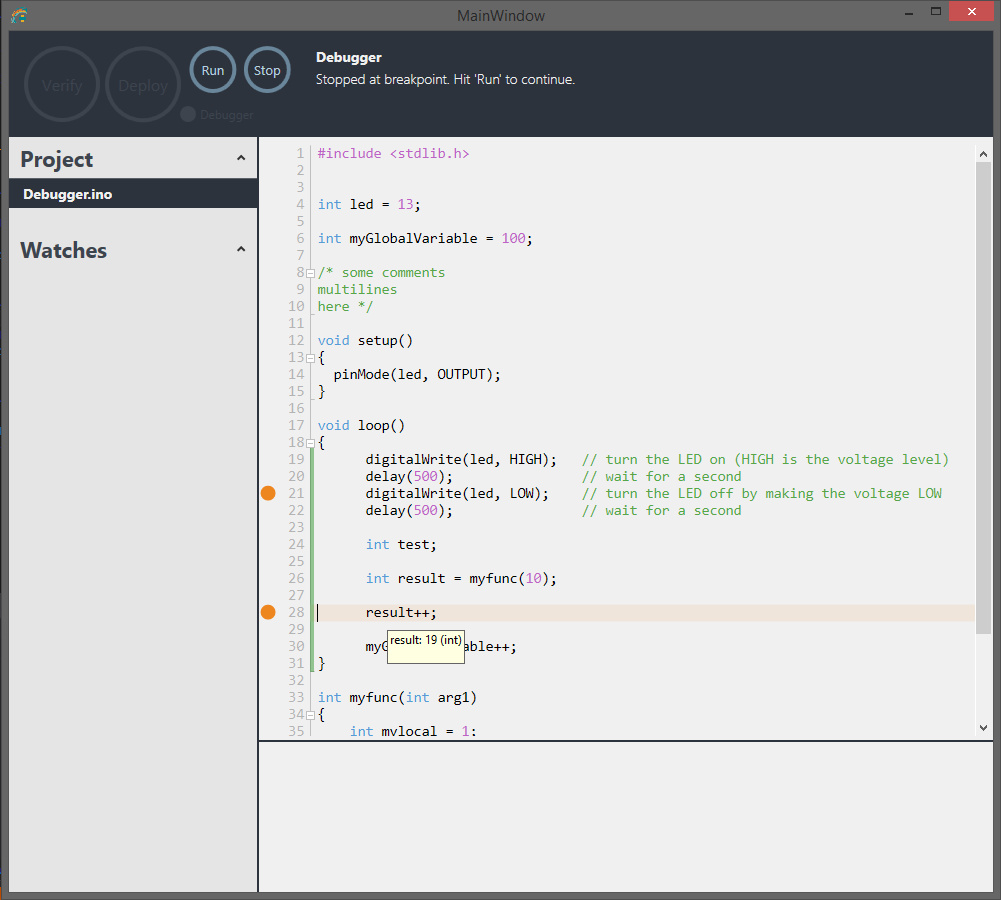 MainWindow
Verify
Deploy
Run
Stop
Debugger
Debugger
Stopped at breakpoint. Hit 'Run' to continue.
Project
Debugger.ino
Watches
1 #include <stdlib.h>
2
3
4 int led = 13;
5
6 int myGlobalVariable = 100;
7
8 /* some comments
9 multilines
10 here */
11
12 void setup()
13 {
14 pinMode(led, OUTPUT);
15 }
16
17 void loop()
18 {
19 digitalWrite(led, HIGH); // turn the LED on (HIGH is the voltage level)
20 delay(500); // wait for a second
21 digitalWrite(led, LOW); // turn the LED off by making the voltage LOW
22 delay(500); // wait for a second
23
24 int test;
25
26 int result = myfunc(10);
27
28 result++;
29
result: 19 (int)
30 myG able++;
31 }
32
33 int myfunc(int arg1)
34 {
35 int mylocal = 1;